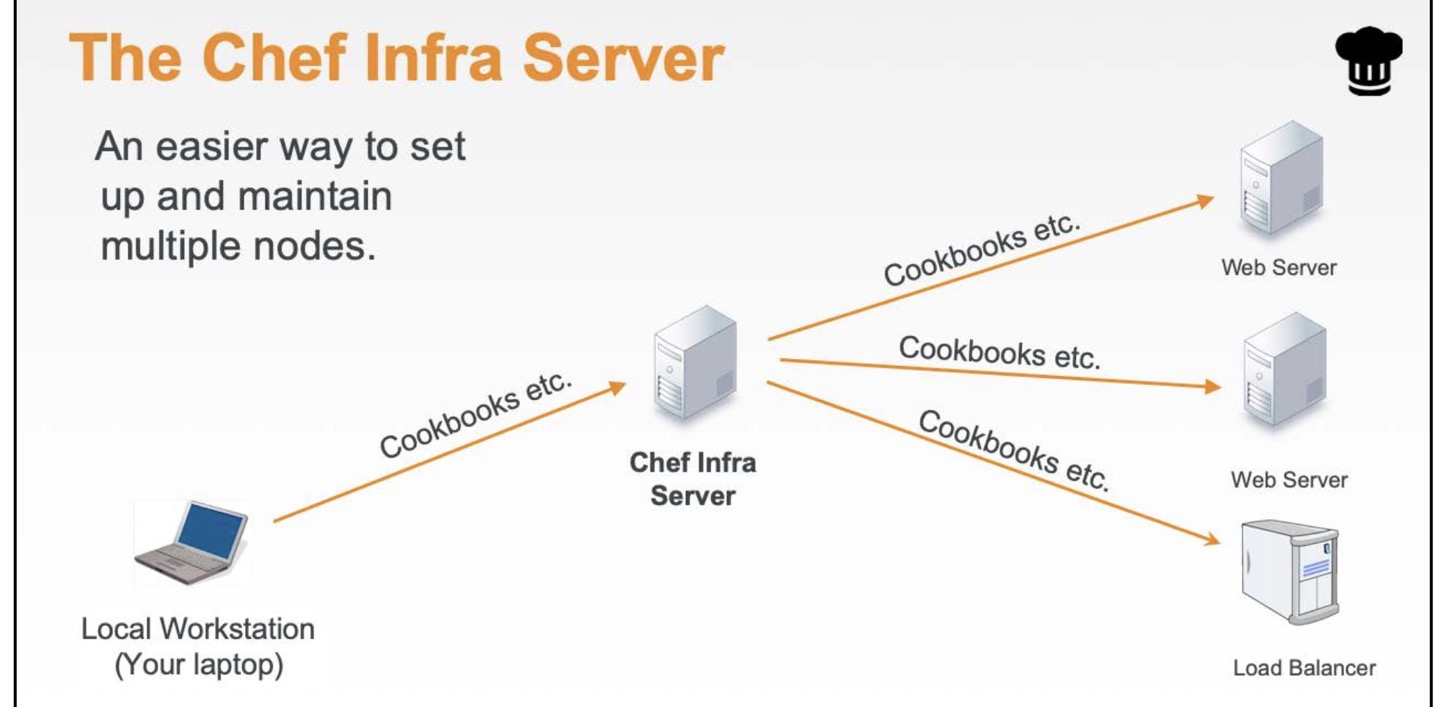 The Chef Infra Server
An easier way to set
up and maintain
multiple nodes.
Cookbooks etc.
Web Server
Cookbooks etc.
Cookbooks etc.
Chef Infra
Server
Cookbooks etc.
Web Server
Local Workstation
(Your laptop)
Load Balancer